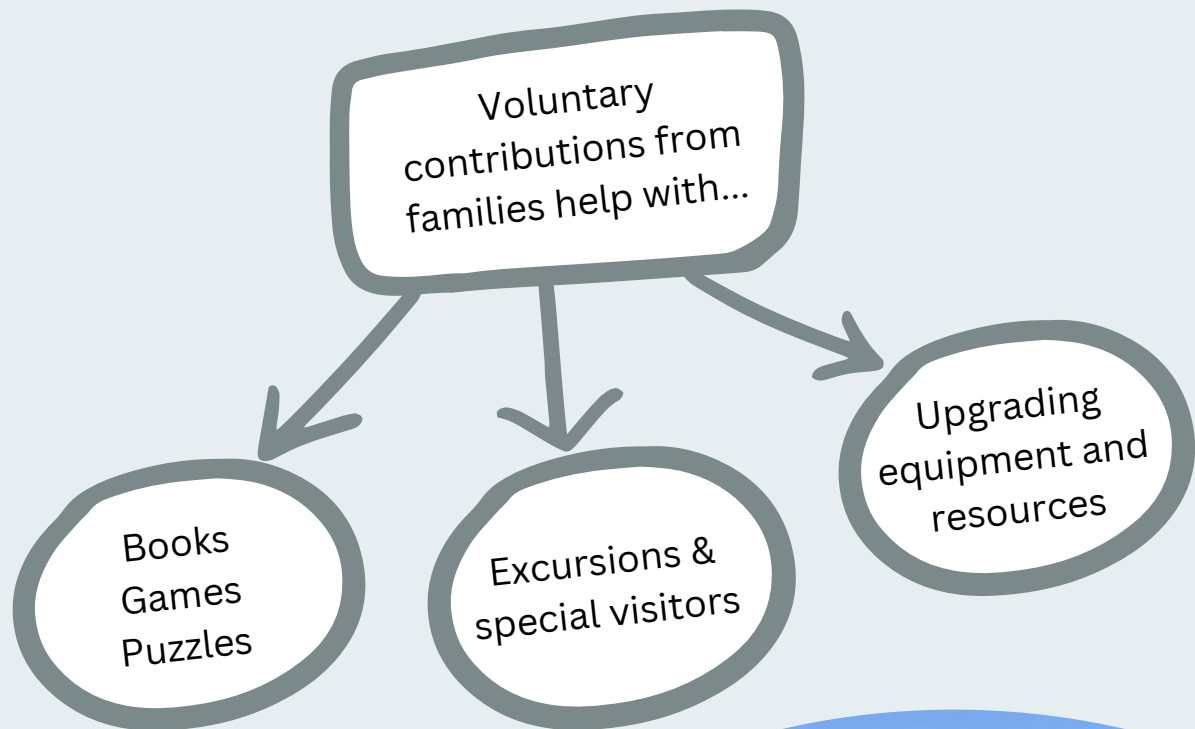 Voluntary
contributions from
families help with...
Books
Games
Puzzles
Excursions &
special visitors
Upgrading
equipment and
resources